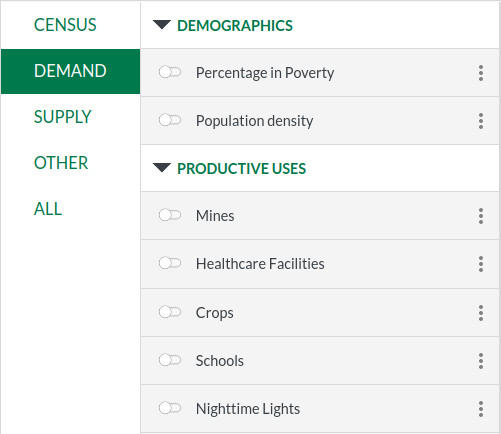 CENSUS
DEMAND
SUPPLY
OTHER
ALL
DEMOGRAPHICS
Percentage in Poverty
Population density
PRODUCTIVE USES
Mines
Healthcare Facilities
Crops
Schools
Nighttime Lights